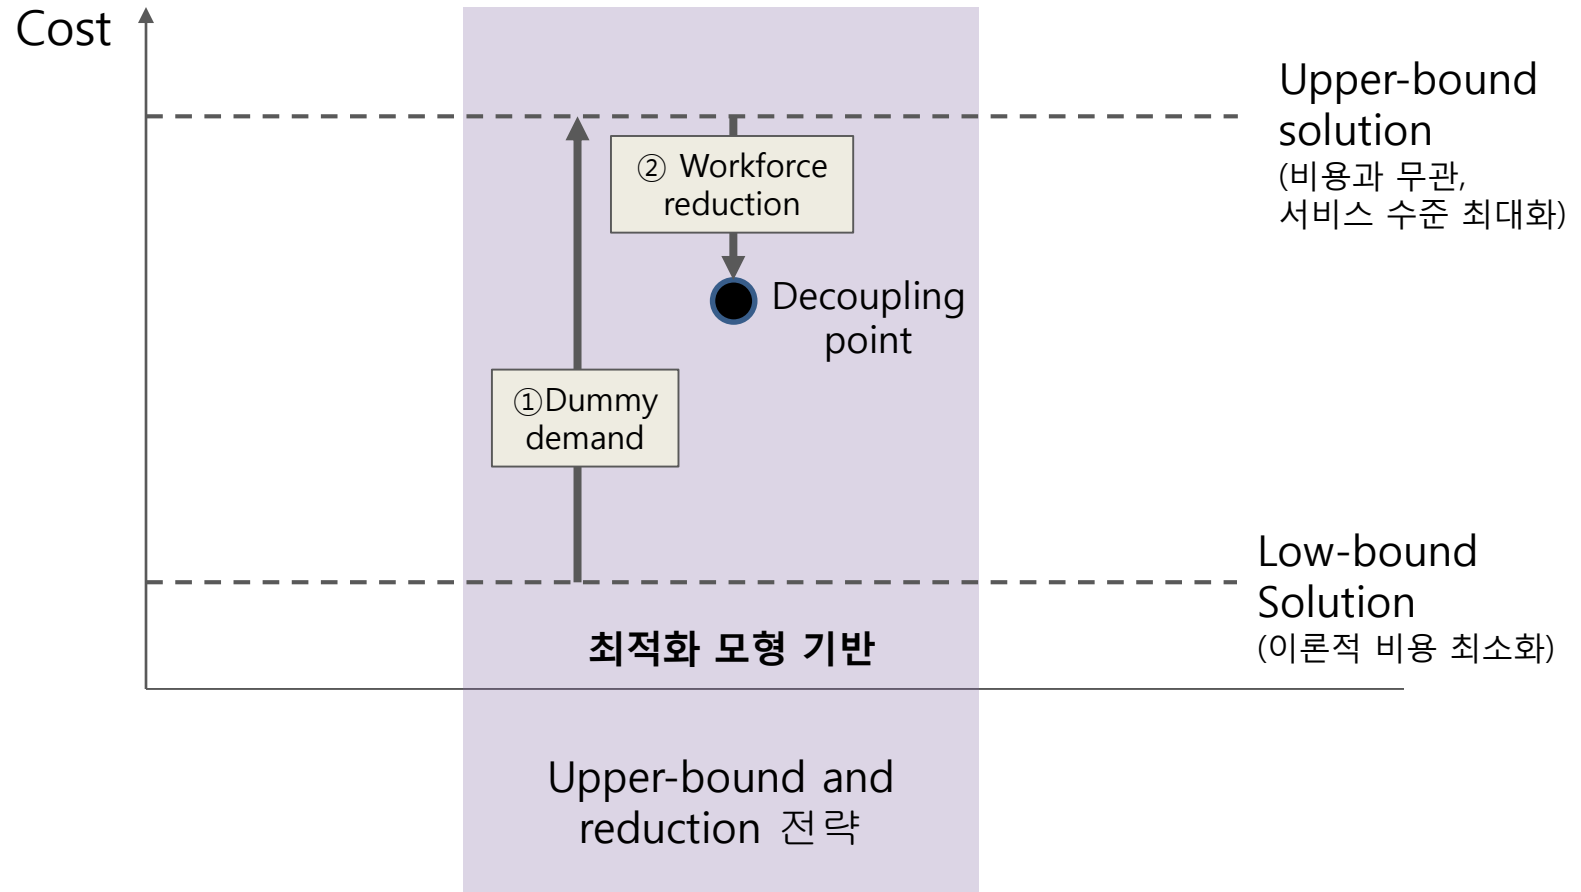 Cost
Upper-bound
solution
(비용과 무관,
서비스 수준 최대화)
② Workforce
reduction
Decoupling
point
①Dummy
demand
Low-bound
Solution
(이론적 비용 최소화)
최적화 모형 기반
Upper-bound and
reduction 전략